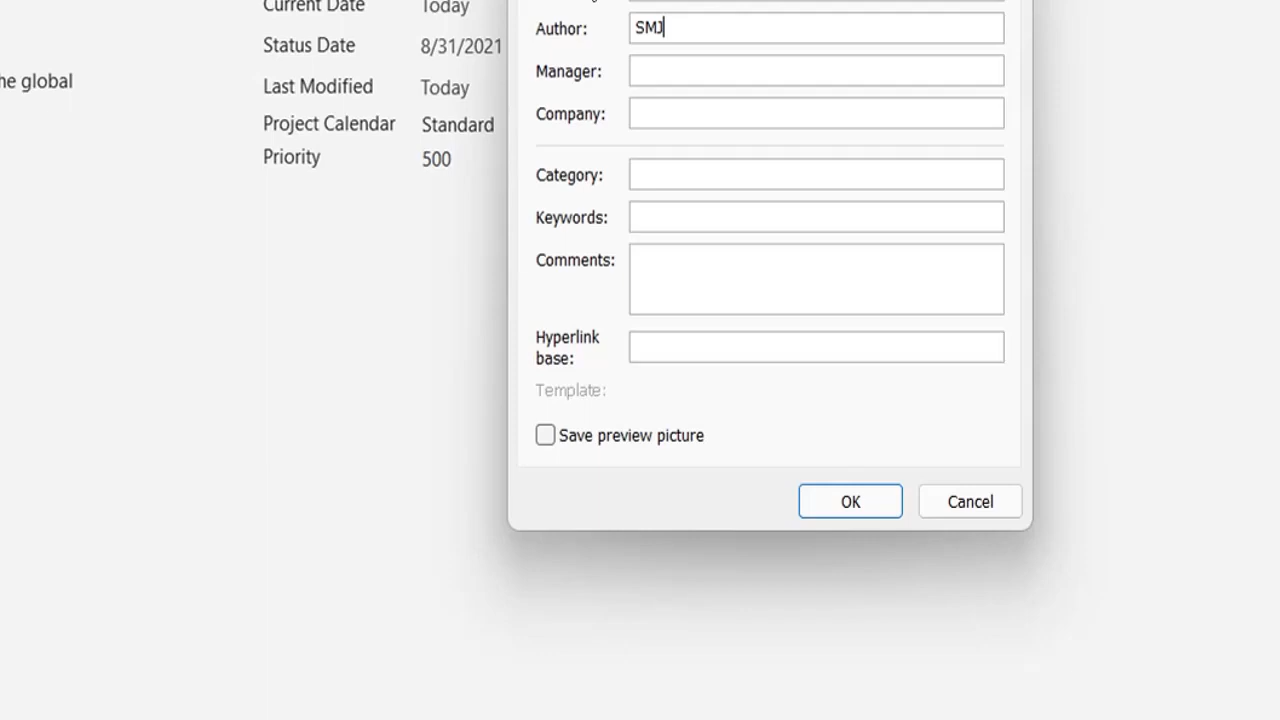 Current Date Today
Status Date 8/31/2021
Last Modified Today
he global
Project Calendar Standard
Priority 500
Author: SMJ
Manager:
Company:
Category:
Keywords:
Comments:
Hyperlink
base:
Template:
Save preview picture
OK Cancel